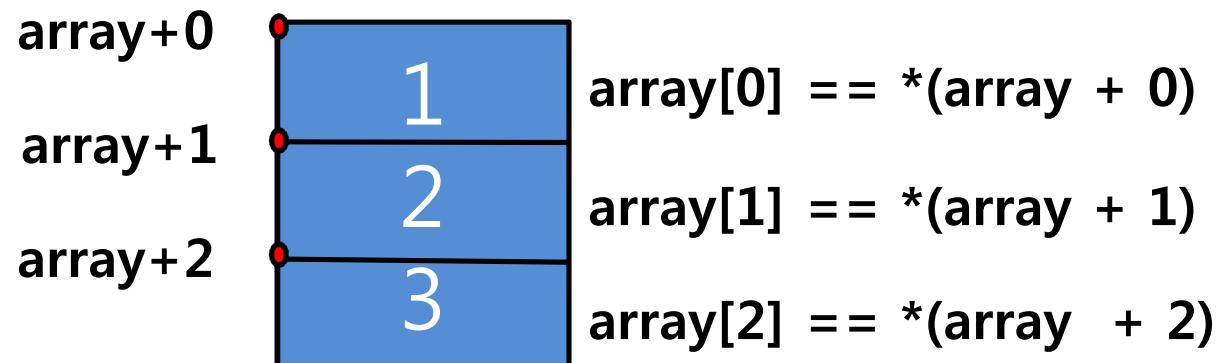 array+0
1
array[0] == *(array + 0)
array+1
2
array[1] == *(array + 1)
array+2
3
array[2] == *(array + 2)